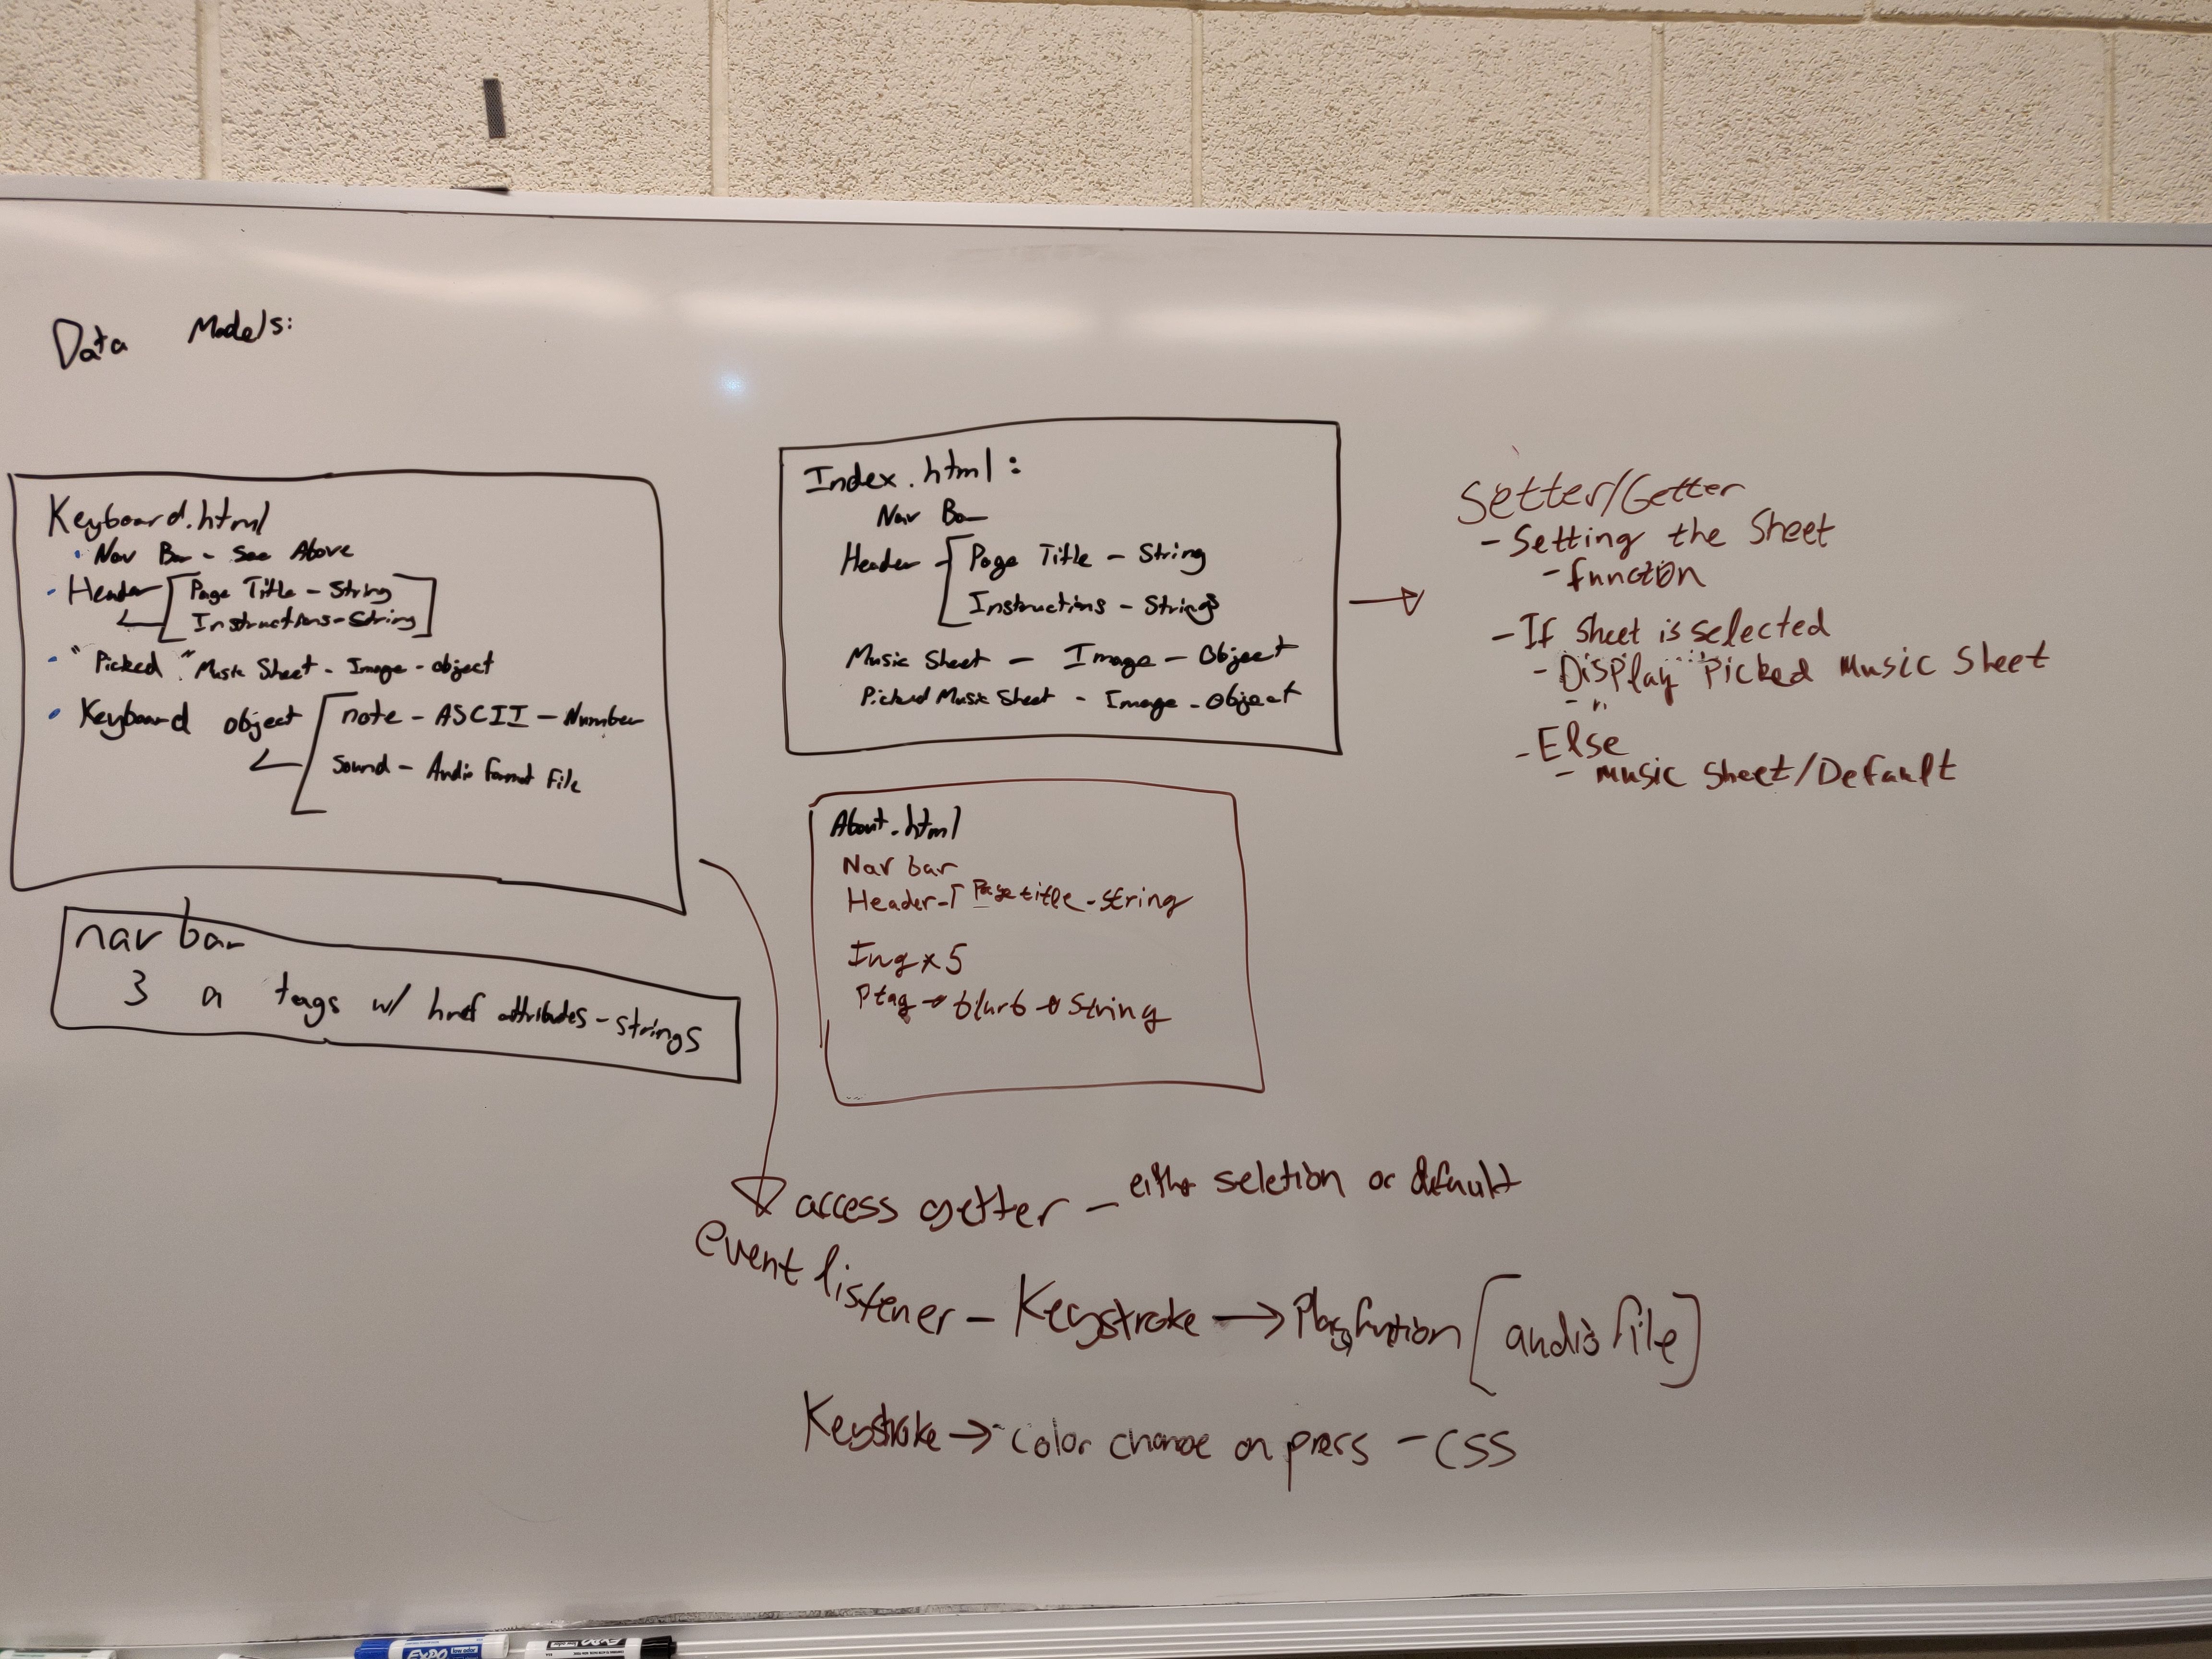 Data Models:
Keyboard.html
• Nav Bar - See Above
• Header [Page Title - String
Instructions - String]
• "Picked" Music Sheet - Image - object
• Keyboard object [note - ASCII - Number
sound - Audio format File
nav bar
3 a tags w/ href attributes - strings
Index.html:
Nav Bar
Header - [Page Title - String
Instructions - Strings
Music Sheet - Image - Object
Picked Music Sheet - Image - Object
Setter/Getter
- Setting the Sheet
- function
- If Sheet is selected
- Display Picked Music Sheet
- Else
- music sheet/Default
About.html
Nav bar
Header - [Page title - String
Img x 5
P tag → blurb → String
access getter - either seletion or default
event listener - Keystroke → Play funtion [audio file]
Keystroke → color change on press - CSS
EXPO low odor
EXPO